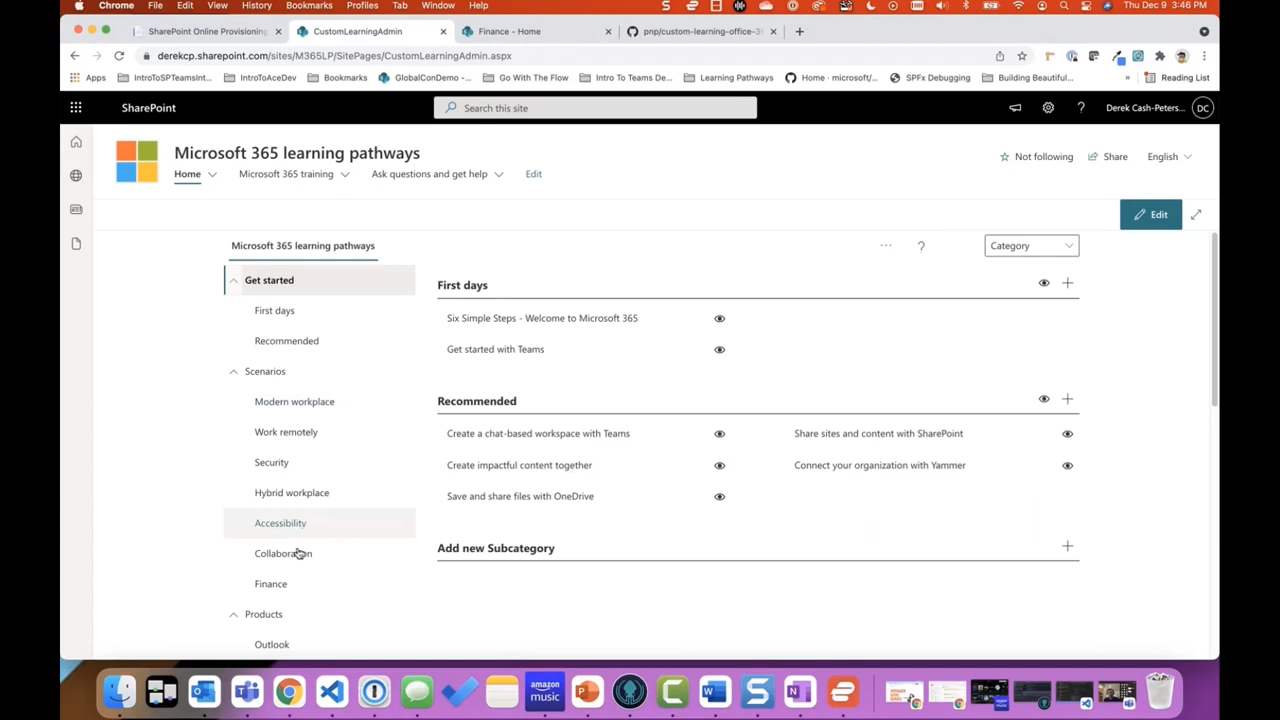 Chrome File Edit View History Bookmarks Profiles Tab Window Help Thu Dec 9 3:46 PM
SharePoint Online Provisioning
CustomLearningAdmin
Finance - Home
pnp/custom-learning-office-36
derekcp.sharepoint.com/sites/M365LP/SitePages/CustomLearningAdmin.aspx
Apps IntroToSPTeamsInt... IntroToAceDev Bookmarks GlobalConDemo -... Go With The Flow Intro To Teams De... Learning Pathways Home · microsoft/... SPFx Debugging Building Beautiful... » Reading List
SharePoint
Search this site
Derek Cash-Peters... DC
Microsoft 365 learning pathways
Not following Share English
Home Microsoft 365 training Ask questions and get help Edit
Edit
Microsoft 365 learning pathways
... ?
Category
Get started
First days
Recommended
Scenarios
Modern workplace
Work remotely
Security
Hybrid workplace
Accessibility
Collaboration
Finance
Products
Outlook
First days
Six Simple Steps - Welcome to Microsoft 365
Get started with Teams
Recommended
Create a chat-based workspace with Teams
Share sites and content with SharePoint
Create impactful content together
Connect your organization with Yammer
Save and share files with OneDrive
Add new Subcategory
amazon
music